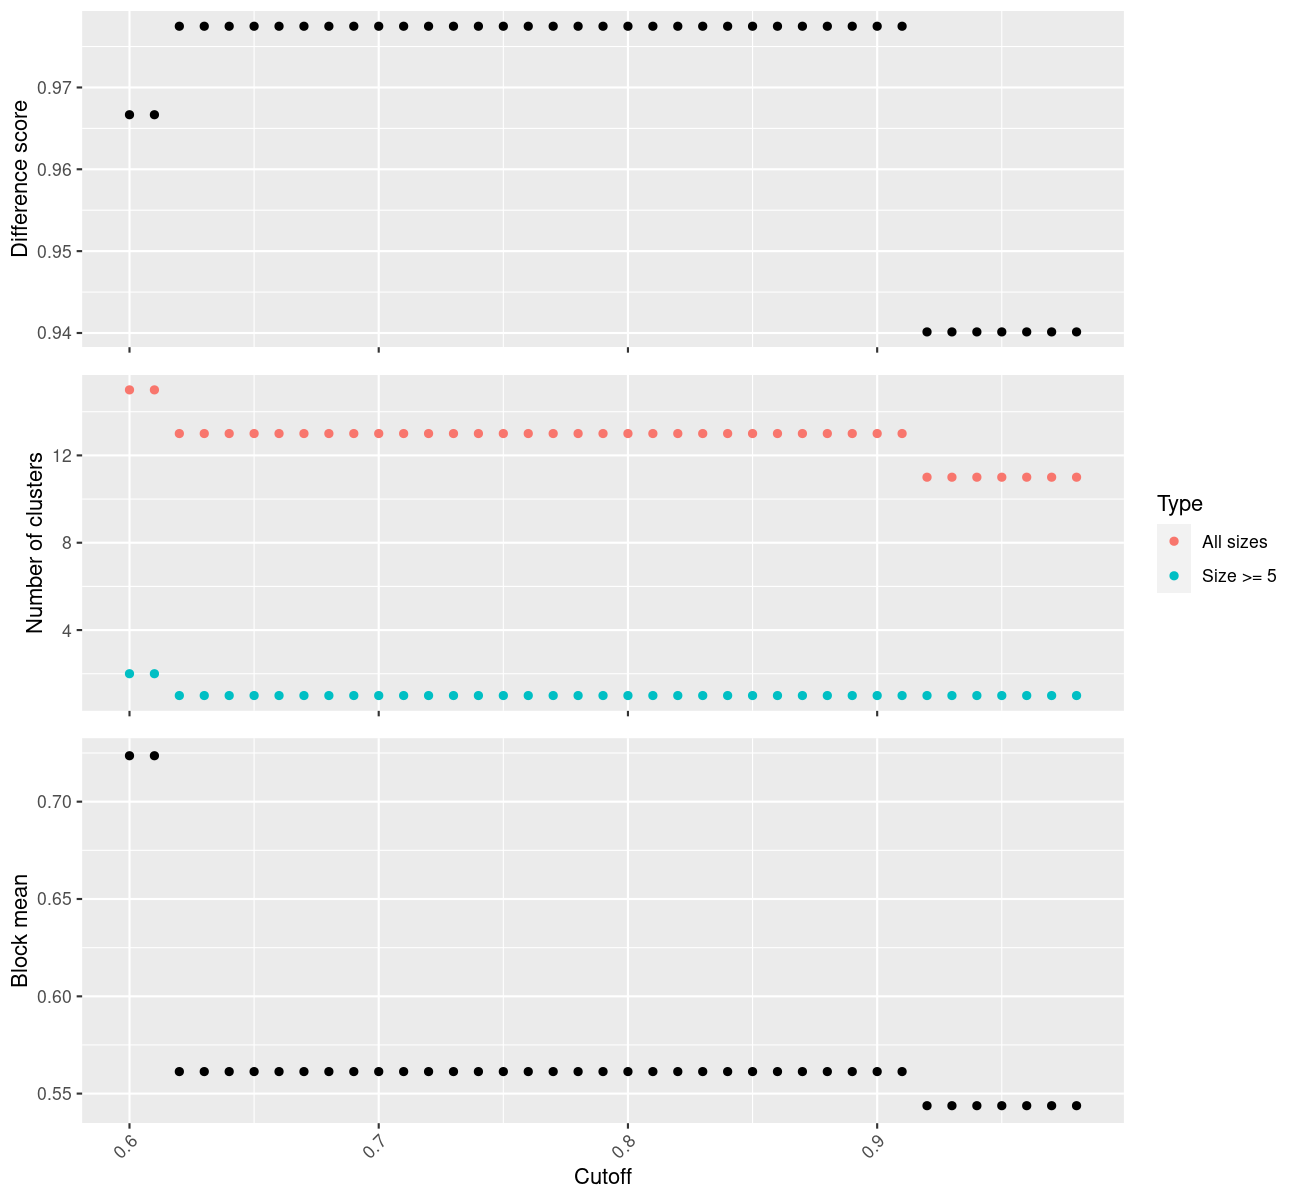 Difference score
0.97
0.96
0.95
0.94
Number of clusters
12
8
4
Type
All sizes
Size >= 5
Block mean
0.70
0.65
0.60
0.55
0.6
0.7
0.8
0.9
Cutoff